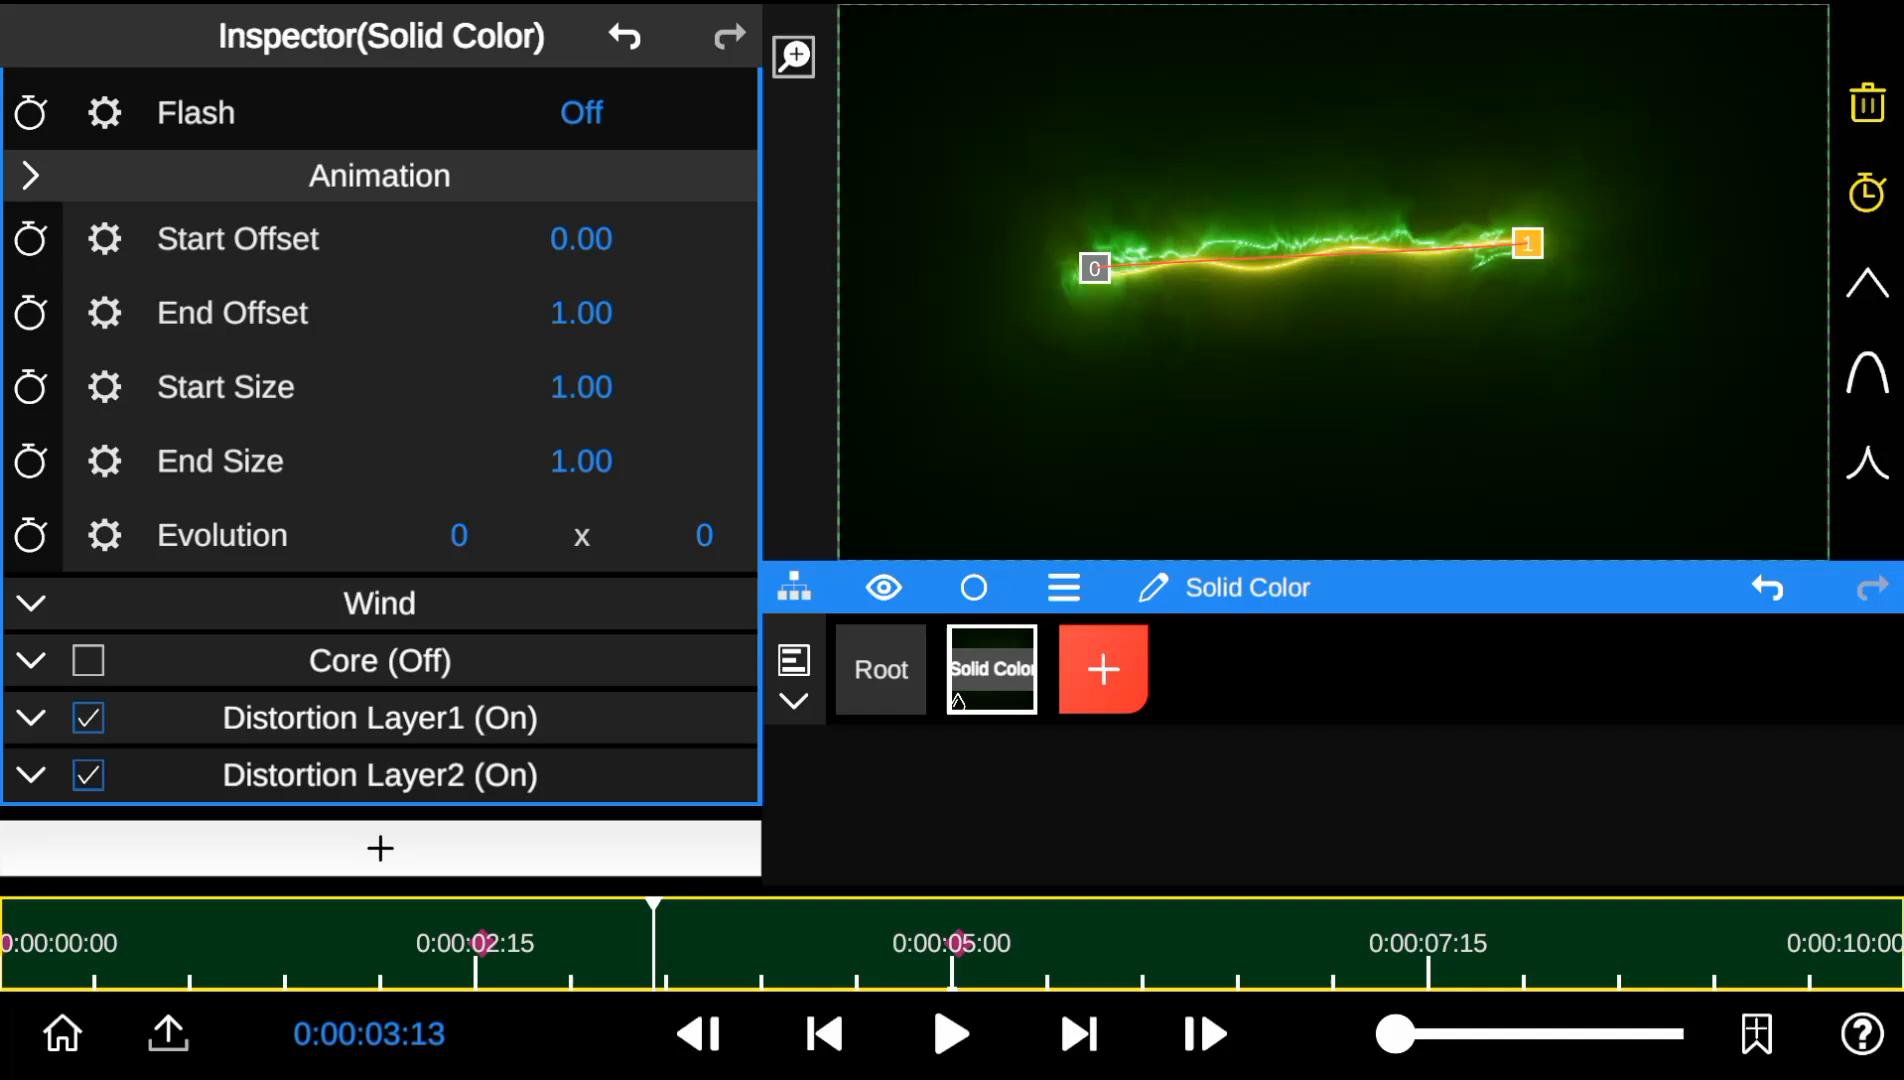 Inspector(Solid Color)
Flash Off
Animation
Start Offset 0.00
End Offset 1.00
Start Size 1.00
End Size 1.00
Evolution 0 x 0
Wind
Core (Off)
Distortion Layer1 (On)
Distortion Layer2 (On)
+
0
1
Solid Color
Root
Solid Color
+
0:00:00:00 0:00:02:15 0:00:05:00 0:00:07:15 0:00:10:00
0:00:03:13
?